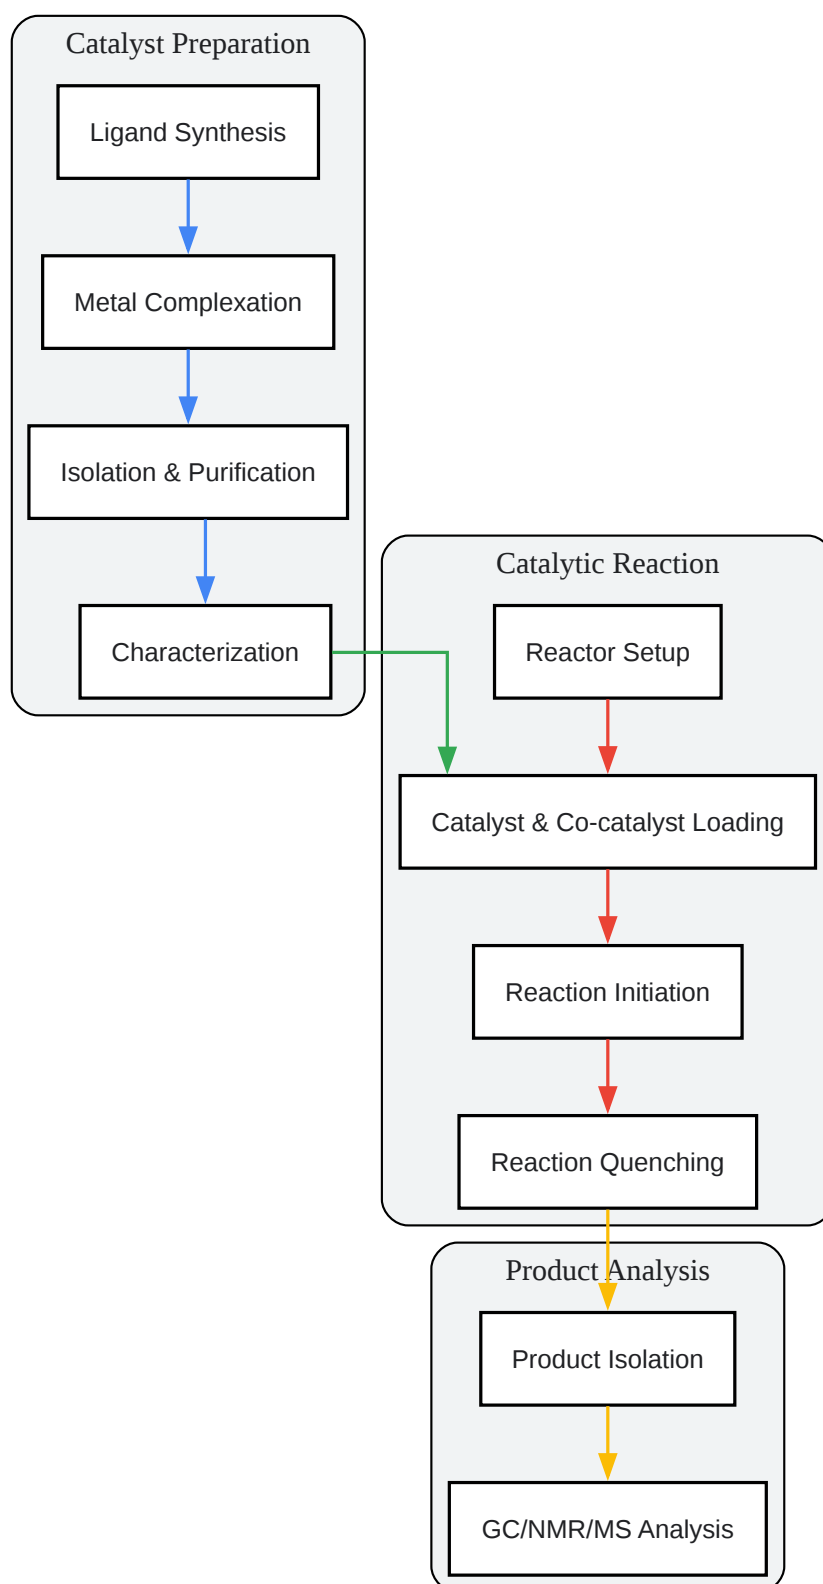 Catalyst Preparation
Ligand Synthesis
Metal Complexation
Isolation & Purification
Characterization
Catalytic Reaction
Reactor Setup
Catalyst & Co-catalyst Loading
Reaction Initiation
Reaction Quenching
Product Analysis
Product Isolation
GC/NMR/MS Analysis